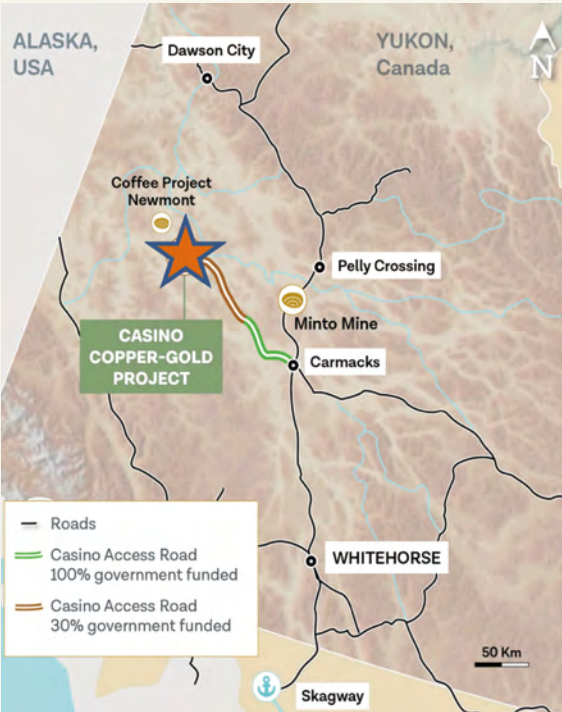 ALASKA,
USA
Dawson City
YUKON,
Canada
N
Coffee Project
Newmont
Pelly Crossing
Minto Mine
CASINO
COPPER-GOLD
PROJECT
Carmacks
Roads
Casino Access Road
100% government funded
Casino Access Road
30% government funded
WHITEHORSE
50 Km
Skagway